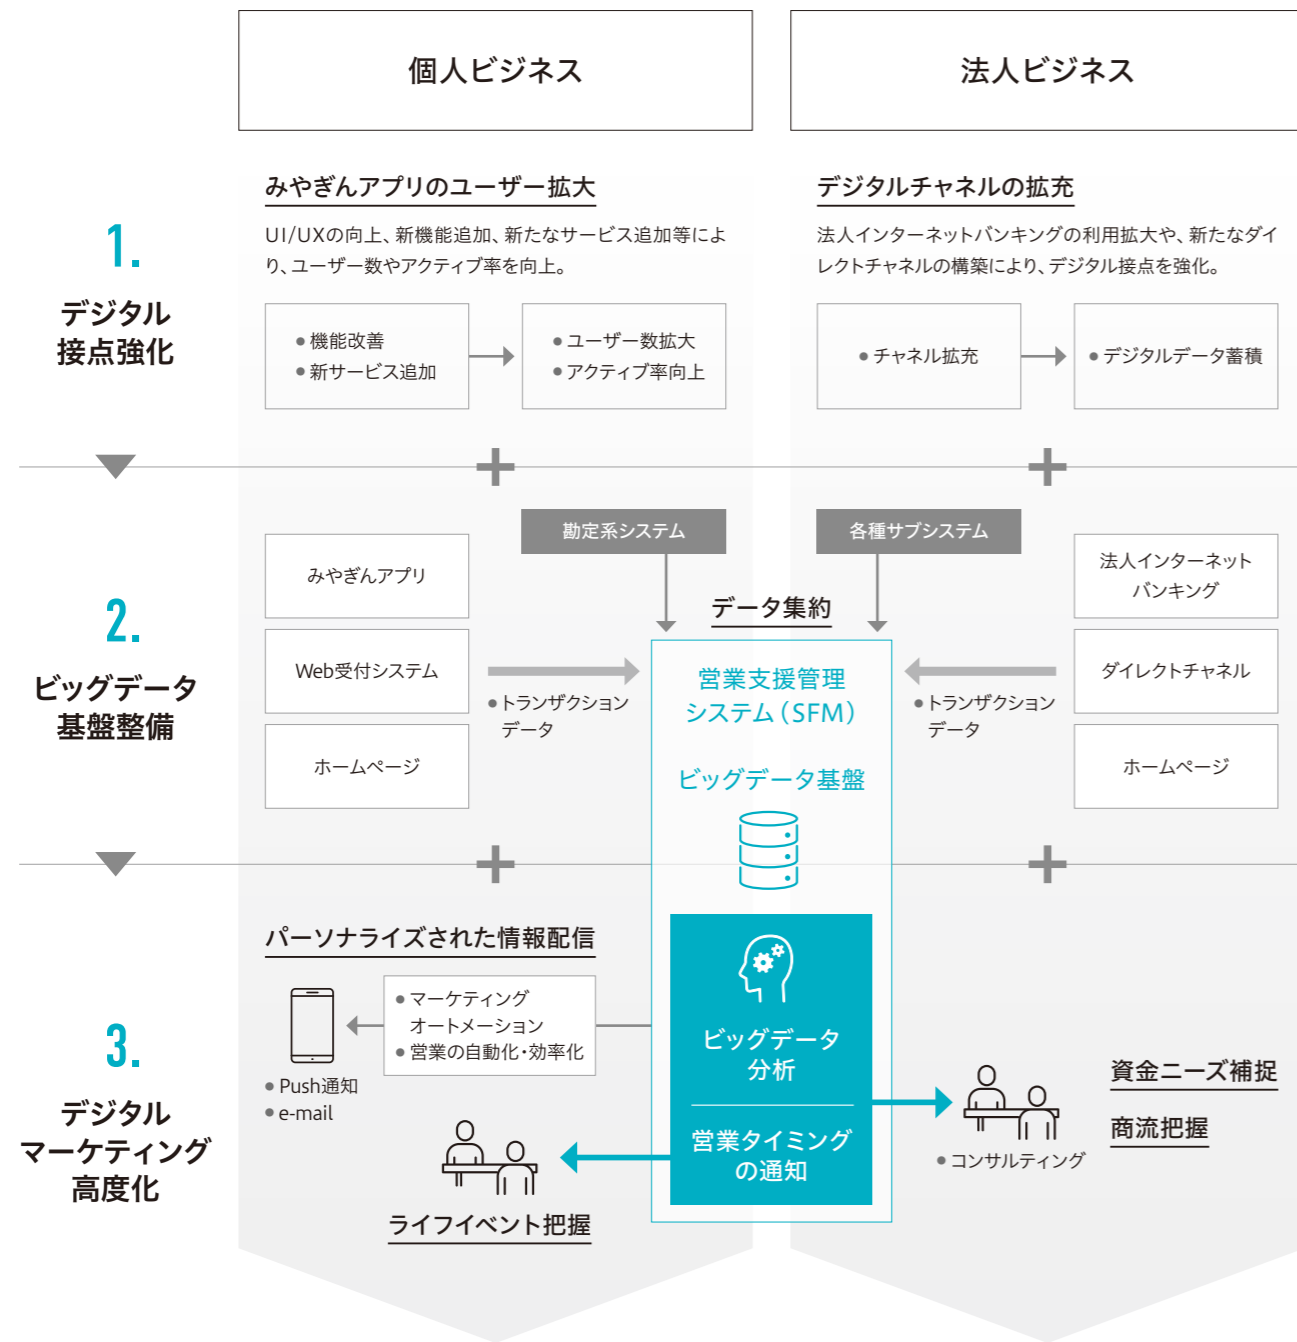 個人ビジネス
法人ビジネス
1.
デジタル
接点強化
みやぎんアプリのユーザー拡大
UI/UXの向上、新機能追加、新たなサービス追加等によ
り、ユーザー数やアクティブ率を向上。
●機能改善
●新サービス追加
●ユーザー数拡大
●アクティブ率向上
デジタルチャネルの拡充
法人インターネットバンキングの利用拡大や、新たなダイ
レクトチャネルの構築により、デジタル接点を強化。
●チャネル拡充
●デジタルデータ蓄積
2.
ビッグデータ
基盤整備
みやぎんアプリ
Web受付システム
ホームページ
勘定系システム
各種サブシステム
●トランザクション
データ
データ集約
営業支援管理
システム(SFM)
ビッグデータ基盤
●トランザクション
データ
法人インターネット
バンキング
ダイレクトチャネル
ホームページ
3.
デジタル
マーケティング
高度化
パーソナライズされた情報配信
●マーケティング
オートメーション
●営業の自動化・効率化
●Push通知
●e-mail
ライフイベント把握
ビッグデータ
分析
営業タイミング
の通知
●コンサルティング
資金ニーズ補捉
商流把握